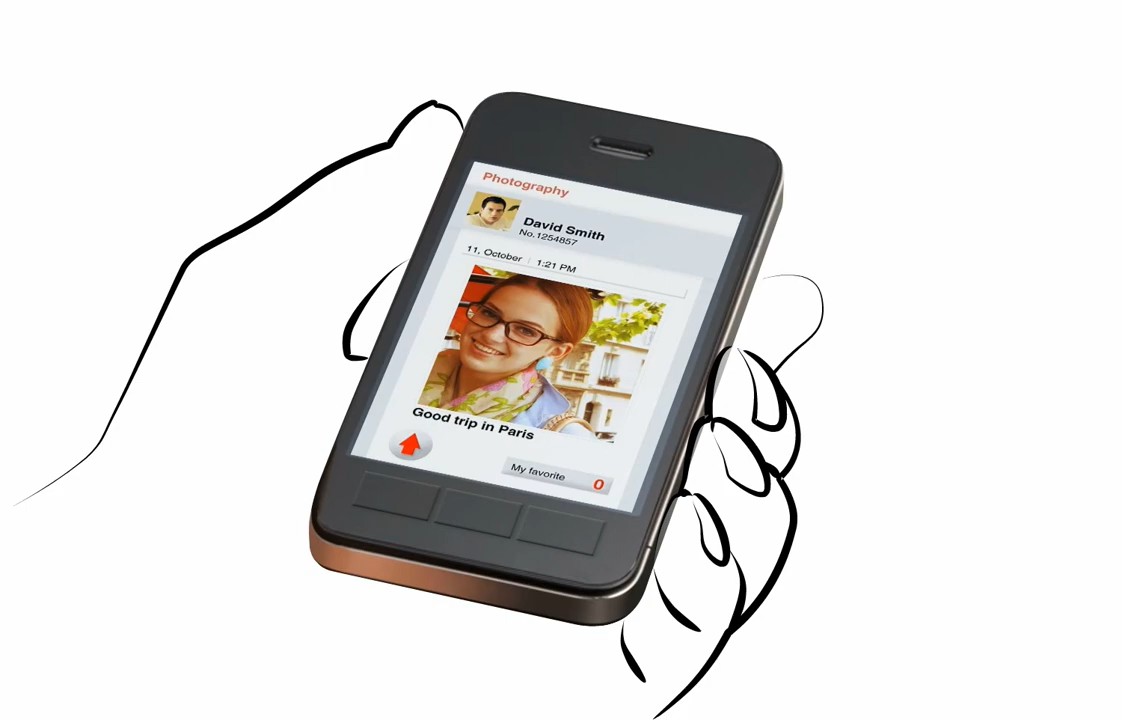 Photography
David Smith
No.1254857
11, October | 1:21 PM
Good trip in Paris
My favorite 0